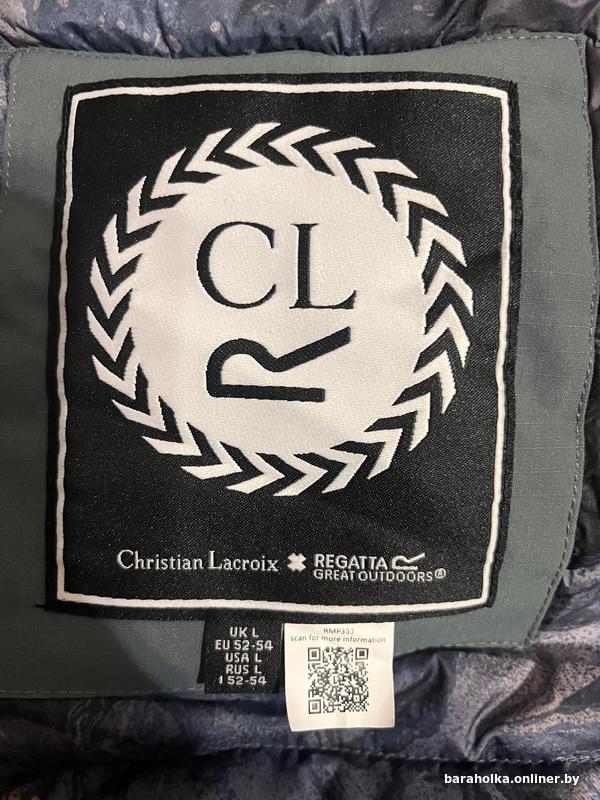 CL
R
Christian Lacroix ✖ REGATTA
GREAT OUTDOORS®
UK L
EU 52-54
USA L
RUS L
I 52-54
RMP393
scan for more information
baraholka.onliner.by